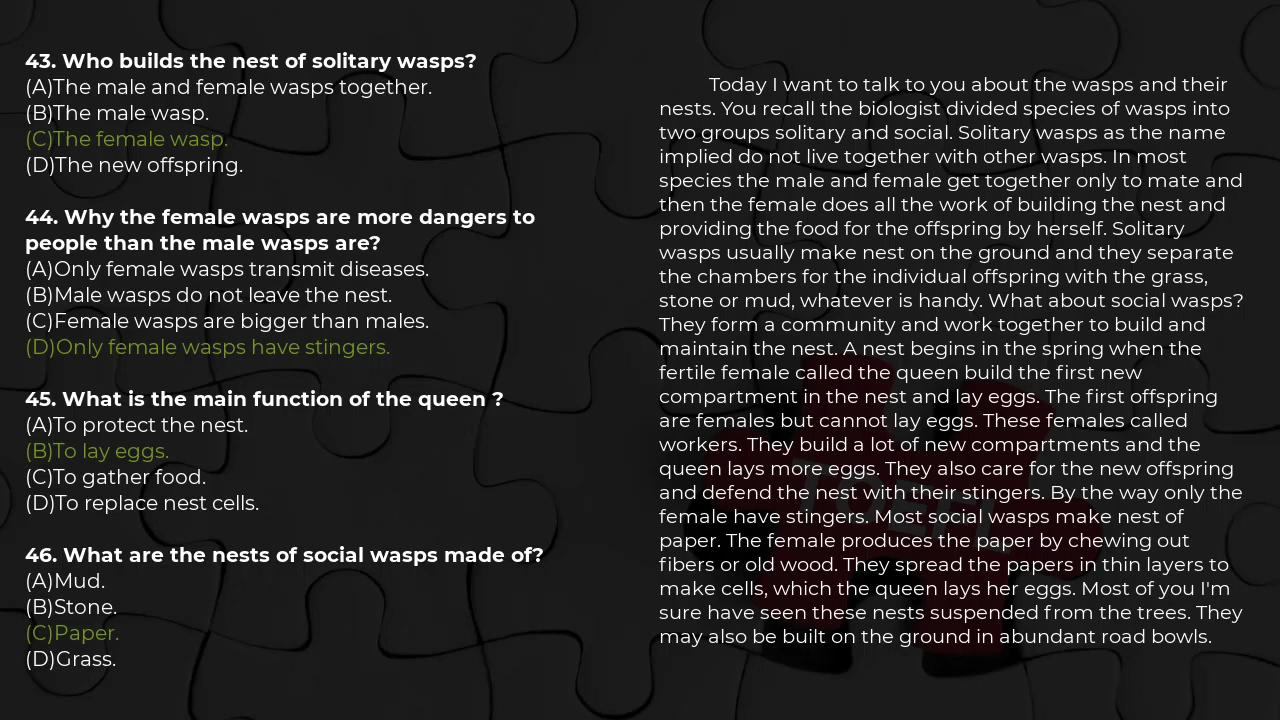 43. Who builds the nest of solitary wasps?
(A)The male and female wasps together.
(B)The male wasp.
(C)The female wasp.
(D)The new offspring.
44. Why the female wasps are more dangers to
people than the male wasps are?
(A)Only female wasps transmit diseases.
(B)Male wasps do not leave the nest.
(C)Female wasps are bigger than males.
(D)Only female wasps have stingers.
45. What is the main function of the queen ?
(A)To protect the nest.
(B)To lay eggs.
(C)To gather food.
(D)To replace nest cells.
46. What are the nests of social wasps made of?
(A)Mud.
(B)Stone.
(C)Paper.
(D)Grass.
Today I want to talk to you about the wasps and their
nests. You recall the biologist divided species of wasps into
two groups solitary and social. Solitary wasps as the name
implied do not live together with other wasps. In most
species the male and female get together only to mate and
then the female does all the work of building the nest and
providing the food for the offspring by herself. Solitary
wasps usually make nest on the ground and they separate
the chambers for the individual offspring with the grass,
stone or mud, whatever is handy. What about social wasps?
They form a community and work together to build and
maintain the nest. A nest begins in the spring when the
fertile female called the queen build the first new
compartment in the nest and lay eggs. The first offspring
are females but cannot lay eggs. These females called
workers. They build a lot of new compartments and the
queen lays more eggs. They also care for the new offspring
and defend the nest with their stingers. By the way only the
female have stingers. Most social wasps make nest of
paper. The female produces the paper by chewing out
fibers or old wood. They spread the papers in thin layers to
make cells, which the queen lays her eggs. Most of you I'm
sure have seen these nests suspended from the trees. They
may also be built on the ground in abundant road bowls.